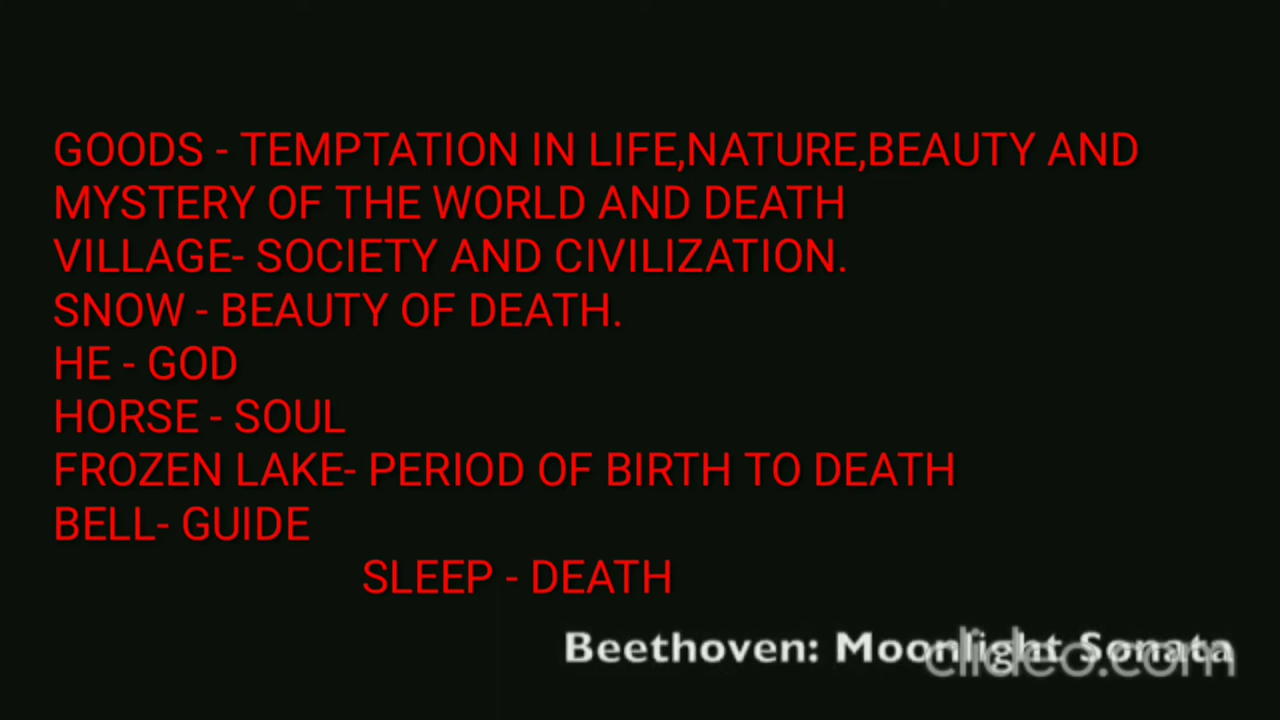 GOODS - TEMPTATION IN LIFE,NATURE,BEAUTY AND
MYSTERY OF THE WORLD AND DEATH
VILLAGE- SOCIETY AND CIVILIZATION.
SNOW - BEAUTY OF DEATH.
HE - GOD
HORSE - SOUL
FROZEN LAKE- PERIOD OF BIRTH TO DEATH
BELL- GUIDE
SLEEP - DEATH
Beethoven: Moonlight Sonata
clideo.com